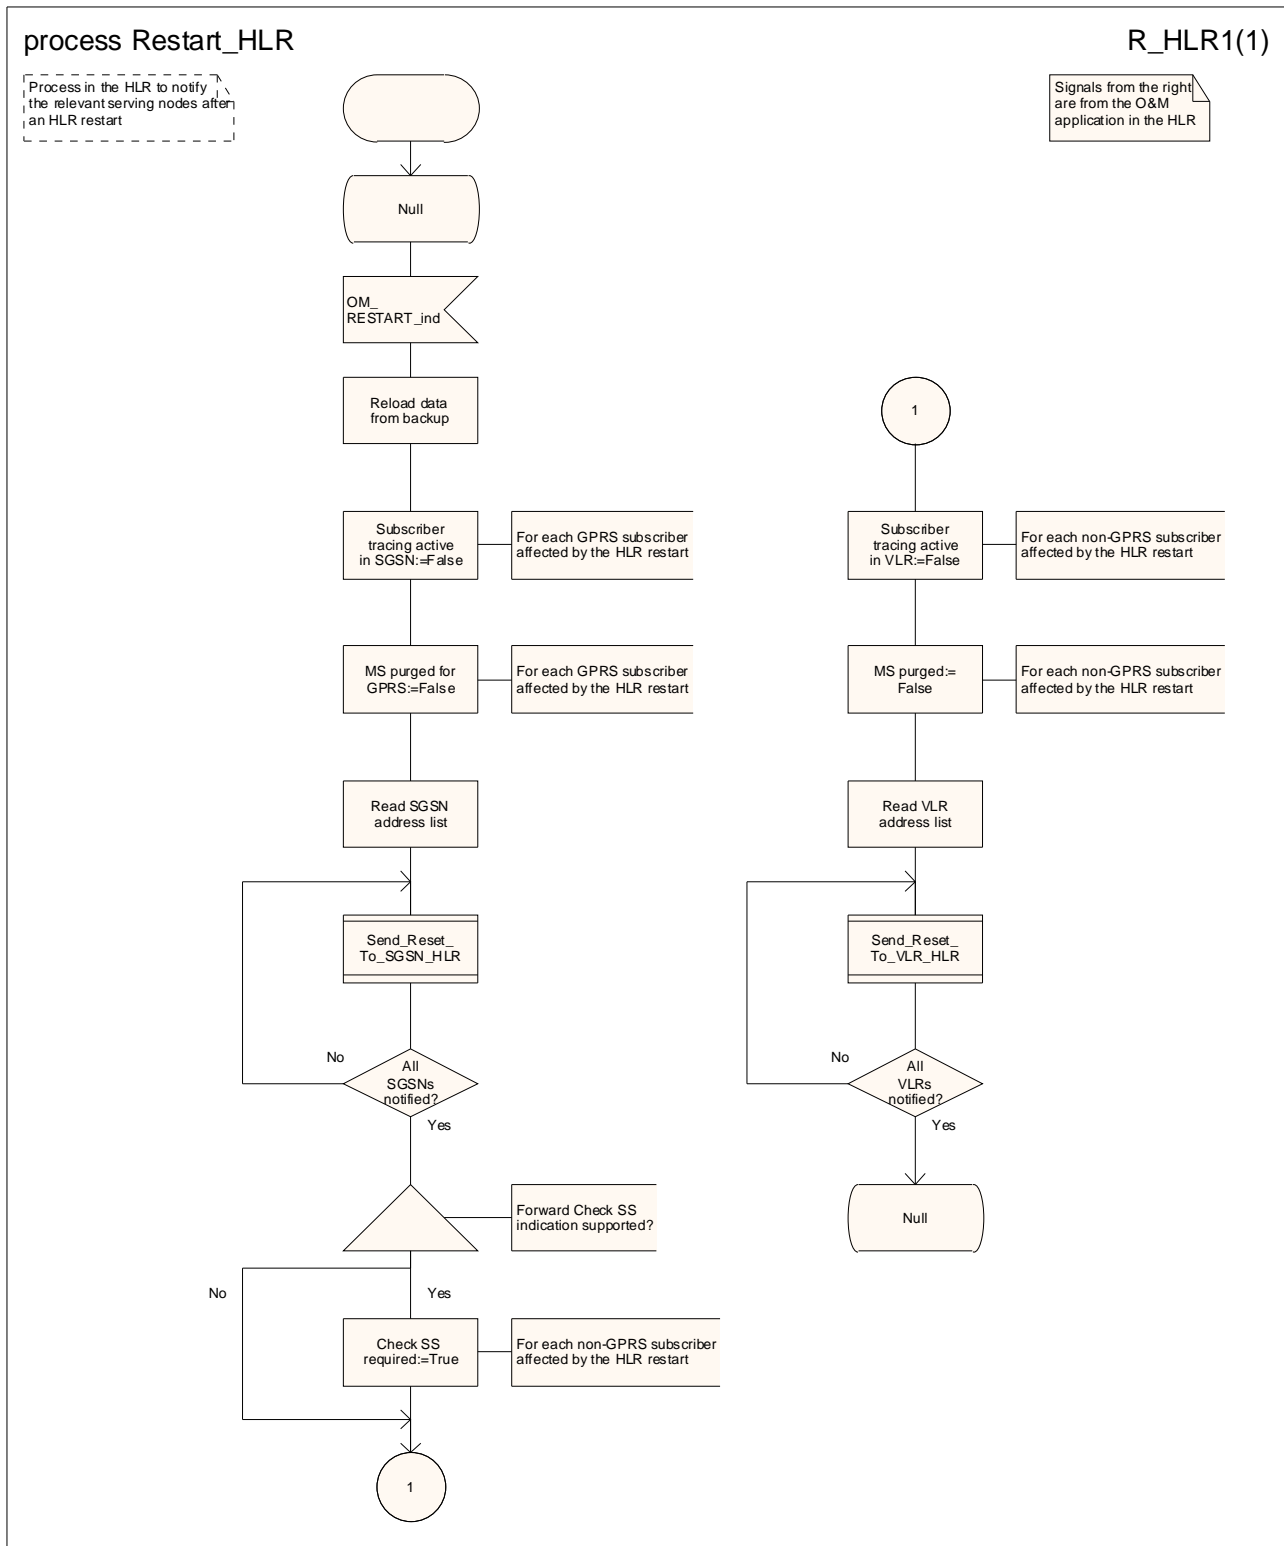 process Restart_HLR
R_HLR1(1)
Process in the HLR to notify
the relevant serving nodes after
an HLR restart
Signals from the right
are from the O&M
application in the HLR
Null
OM_
RESTART_ind
Reload data
from backup
Subscriber
tracing active
in SGSN:=False
For each GPRS subscriber
affected by the HLR restart
MS purged for
GPRS:=False
For each GPRS subscriber
affected by the HLR restart
Read SGSN
address list
Send_Reset_
To_SGSN_HLR
No
All
SGSNs
notified?
Yes
Forward Check SS
indication supported?
No
Yes
Check SS
required:=True
For each non-GPRS subscriber
affected by the HLR restart
1
1
Subscriber
tracing active
in VLR:=False
For each non-GPRS subscriber
affected by the HLR restart
MS purged:=
False
For each non-GPRS subscriber
affected by the HLR restart
Read VLR
address list
Send_Reset_
To_VLR_HLR
No
All
VLRs
notified?
Yes
Null